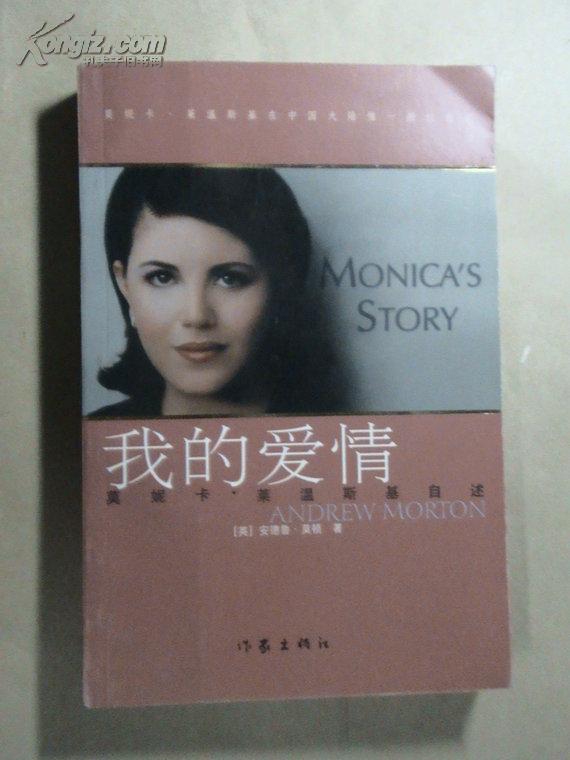 Kongfz.com
孔夫子旧书网
莫妮卡·莱温斯基在中国大陆唯一授权
MONICA'S
STORY
我的爱情
莫妮卡·莱温斯基自述
ANDREW MORTON
[英] 安德鲁·莫顿 著
作家出版社